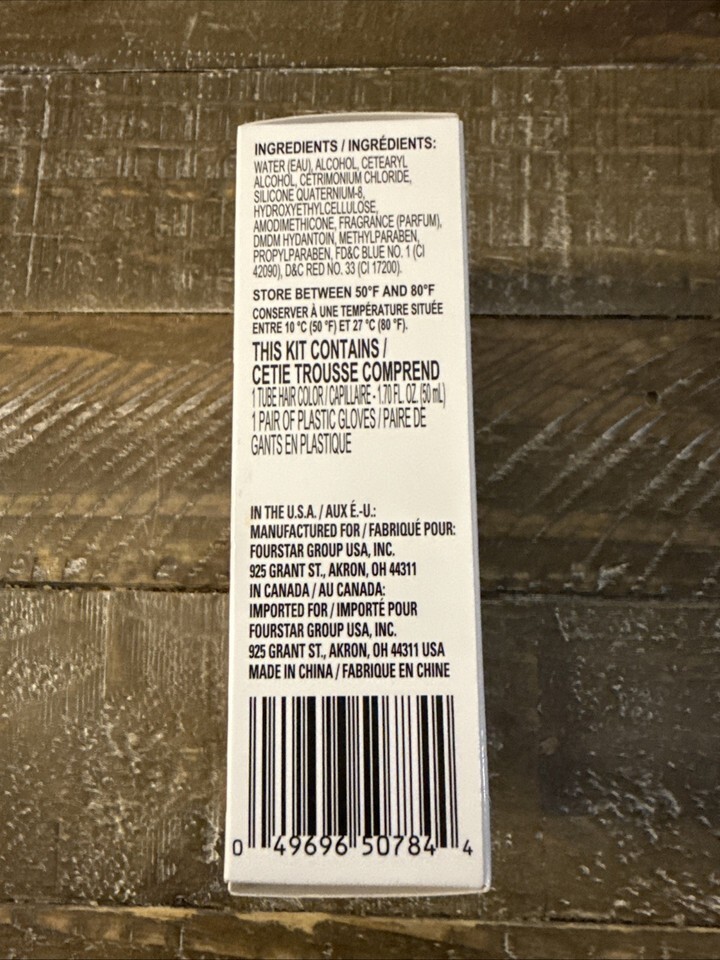 INGREDIENTS / INGRÉDIENTS:
WATER (EAU), ALCOHOL, CETEARYL
ALCOHOL, CETRIMONIUM CHLORIDE,
SILICONE QUATERNIUM-8,
HYDROXYETHYLCELLULOSE,
AMODIMETHICONE, FRAGRANCE (PARFUM),
DMDM HYDANTOIN, METHYLPARABEN,
PROPYLPARABEN, FD&C BLUE NO. 1 (CI
42090), D&C RED NO. 33 (CI 17200).
STORE BETWEEN 50°F AND 80°F
CONSERVER À UNE TEMPÉRATURE SITUÉE
ENTRE 10 °C (50 °F) ET 27 °C (80 °F).
THIS KIT CONTAINS /
CETIE TROUSSE COMPREND
1 TUBE HAIR COLOR / CAPILLAIRE - 1.70 FL. OZ. (50 mL)
1 PAIR OF PLASTIC GLOVES / PAIRE DE
GANTS EN PLASTIQUE
IN THE U.S.A. / AUX É.-U.:
MANUFACTURED FOR / FABRIQUÉ POUR:
FOURSTAR GROUP USA, INC.
925 GRANT ST., AKRON, OH 44311
IN CANADA / AU CANADA:
IMPORTED FOR / IMPORTÉ POUR
FOURSTAR GROUP USA, INC.
925 GRANT ST., AKRON, OH 44311 USA
MADE IN CHINA / FABRIQUE EN CHINE
0 49696 50784 4